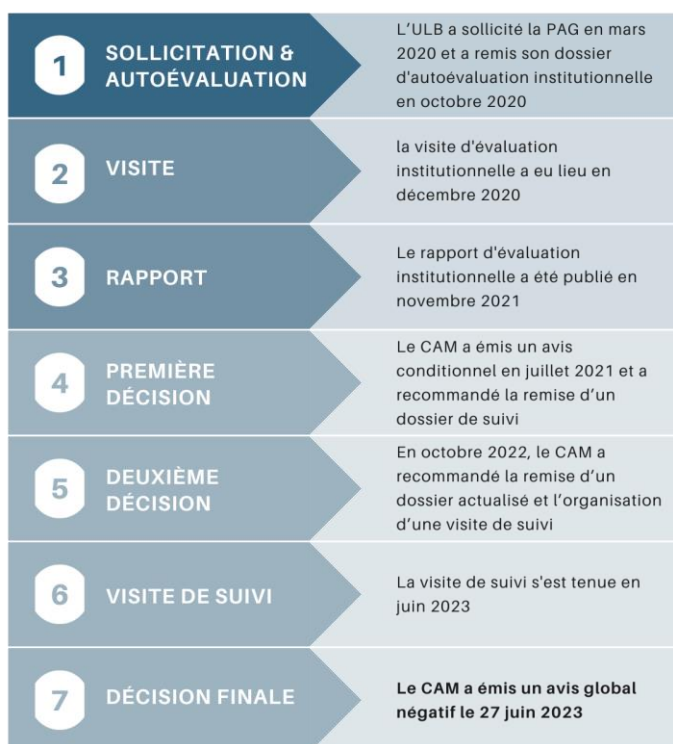 1
SOLLICITATION &
AUTOÉVALUATION
L'ULB a sollicité la PAG en mars
2020 et a remis son dossier
d'autoévaluation institutionnelle
en octobre 2020
2
VISITE
la visite d'évaluation
institutionnelle a eu lieu en
décembre 2020
3
RAPPORT
Le rapport d'évaluation
institutionnelle a été publié en
novembre 2021
4
PREMIÈRE
DÉCISION
Le CAM a émis un avis
conditionnel en juillet 2021 et a
recommandé la remise d'un
dossier de suivi
5
DEUXIÈME
DÉCISION
En octobre 2022, le CAM a
recommandé la remise d'un
dossier actualisé et l'organisation
d'une visite de suivi
6
VISITE DE SUIVI
La visite de suivi s'est tenue en
juin 2023
7
DÉCISION FINALE
Le CAM a émis un avis global
négatif le 27 juin 2023